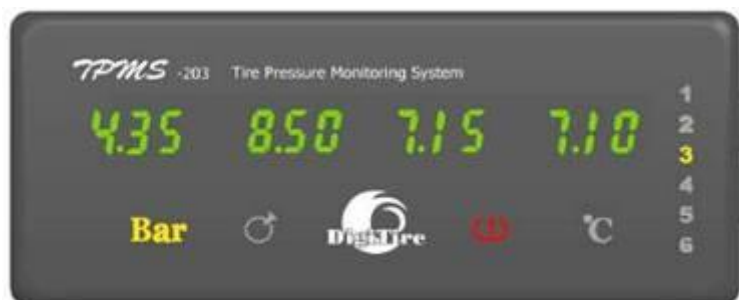 TPMS -203 Tire Pressure Monitoring System
4.35 8.50 7.15 7.10
Bar DigiTire °C
1
2
3
4
5
6